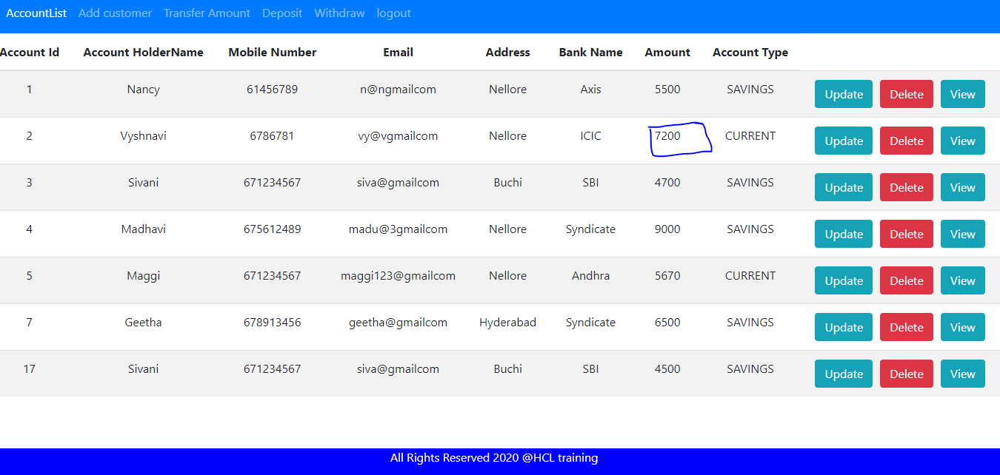 AccountList Add customer Transfer Amount Deposit Withdraw logout
Account Id Account HolderName Mobile Number Email Address Bank Name Amount Account Type
1 Nancy 61456789 n@ngmailcom Nellore Axis 5500 SAVINGS Update Delete View
2 Vyshnavi 6786781 vy@vgmailcom Nellore ICIC 7200 CURRENT Update Delete View
3 Sivani 671234567 siva@gmailcom Buchi SBI 4700 SAVINGS Update Delete View
4 Madhavi 675612489 madu@3gmailcom Nellore Syndicate 9000 SAVINGS Update Delete View
5 Maggi 671234567 maggi123@gmailcom Nellore Andhra 5670 CURRENT Update Delete View
7 Geetha 678913456 geetha@gmailcom Hyderabad Syndicate 6500 SAVINGS Update Delete View
17 Sivani 671234567 siva@gmailcom Buchi SBI 4500 SAVINGS Update Delete View
All Rights Reserved 2020 @HCL training